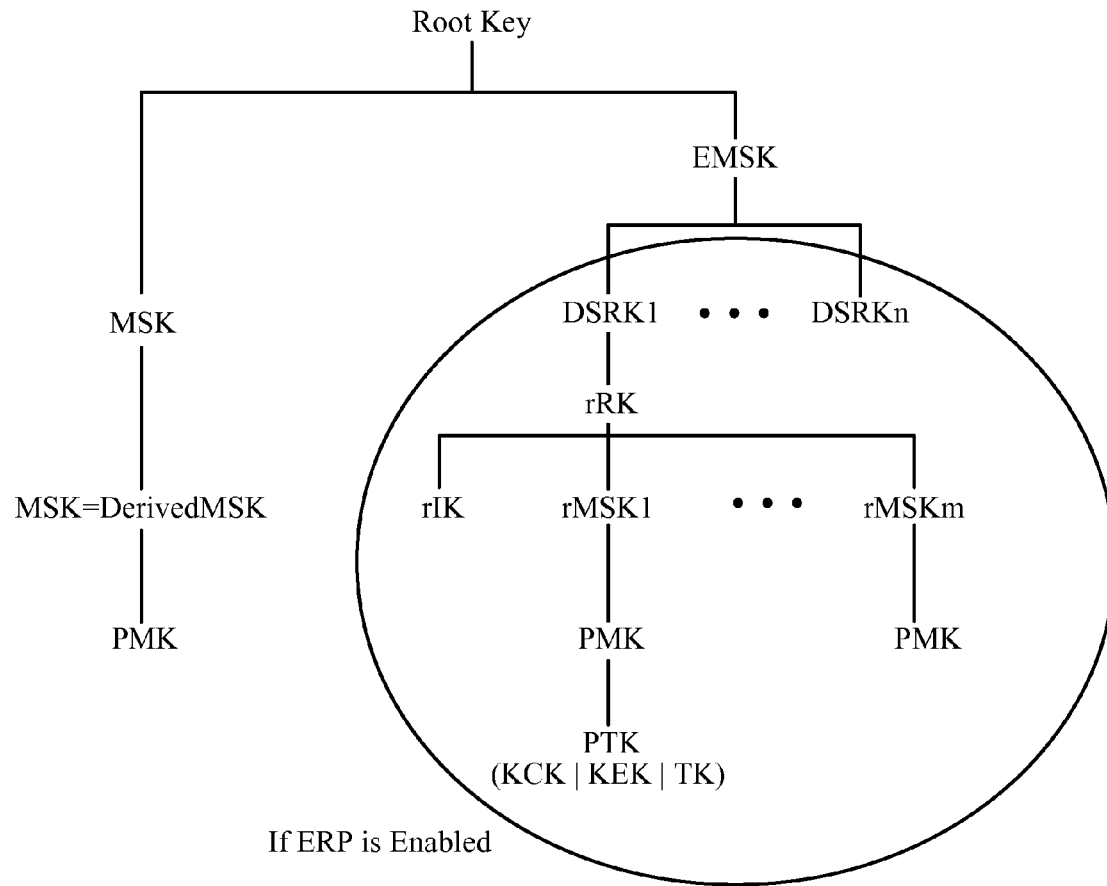 Root Key
EMSK
MSK
DSRK1 • • • DSRKn
rRK
MSK=DerivedMSK
rIK
rMSK1 • • • rMSKm
PMK
PMK
PMK
PTK
(KCK | KEK | TK)
If ERP is Enabled